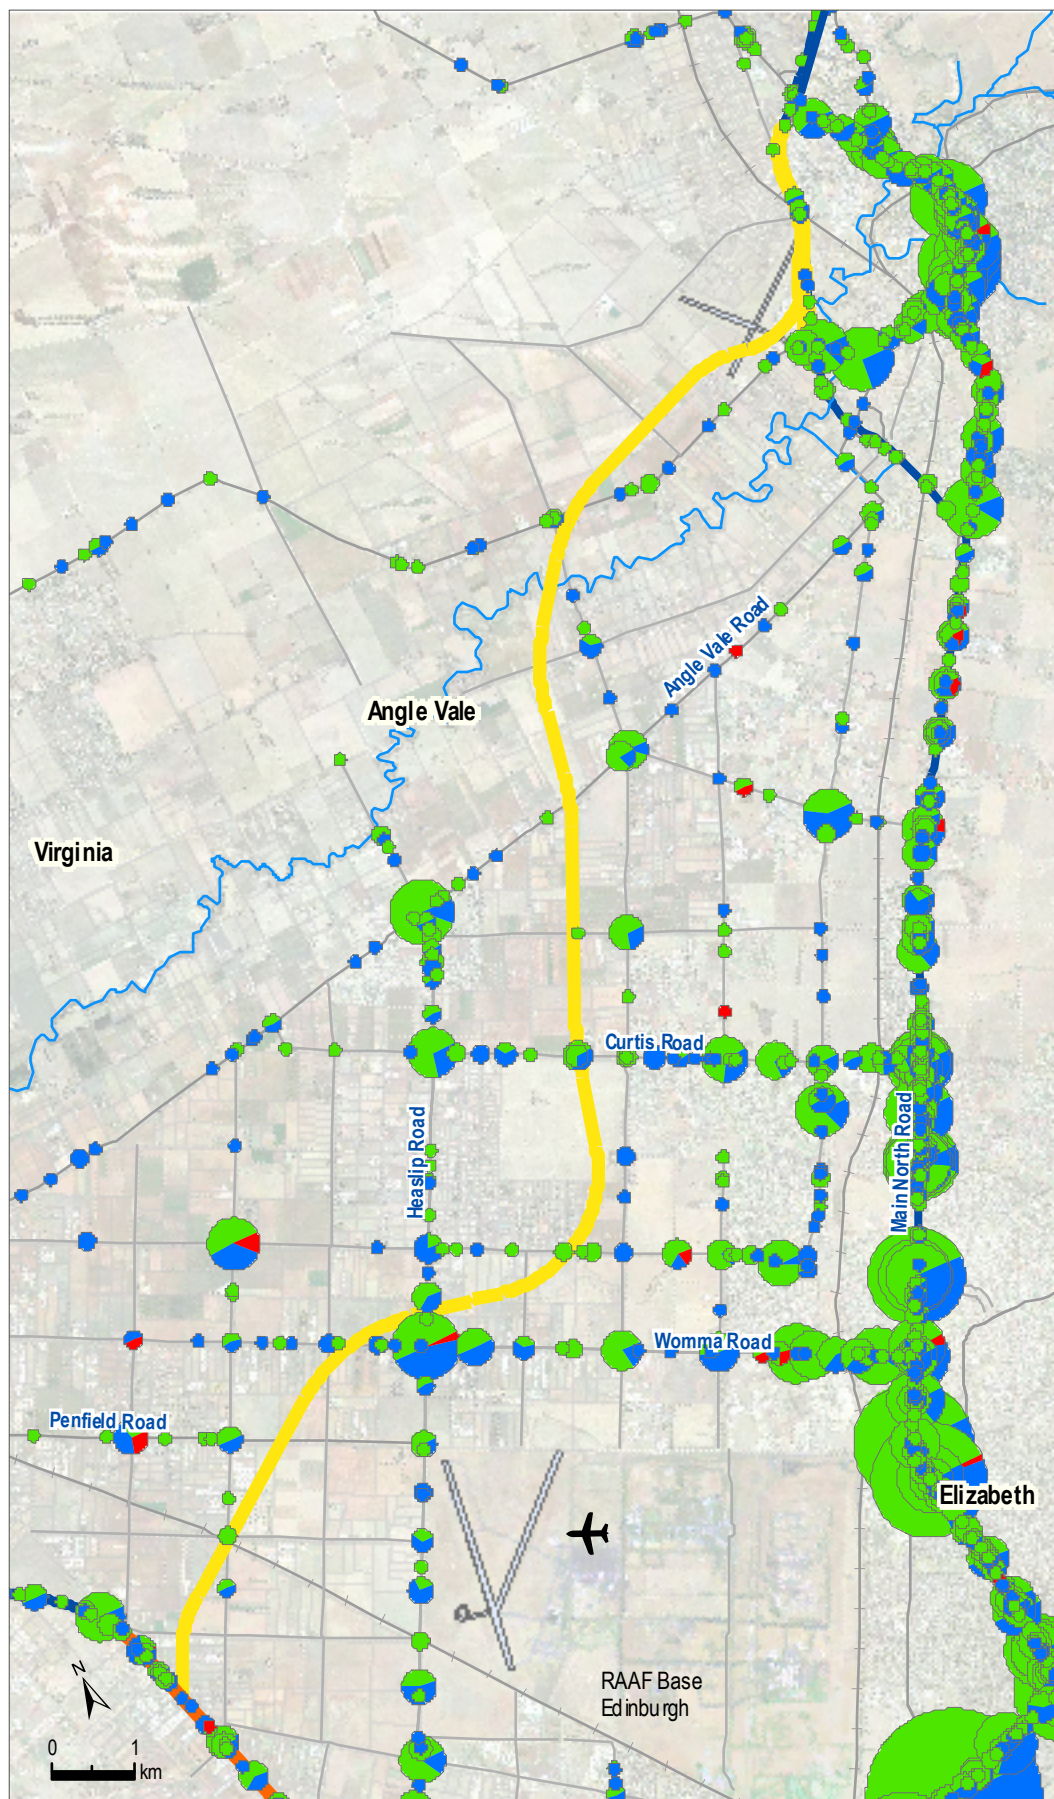 Angle Vale Road
Angle Vale
Virginia
Curtis Road
Heaslip Road
Main North Road
Womma Road
Penfield Road
Elizabeth
RAAF Base
Edinburgh
N
0 1
km